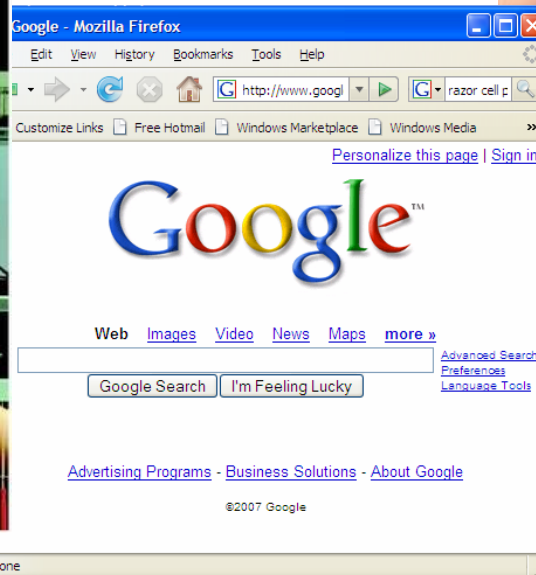 Google - Mozilla Firefox
Edit View History Bookmarks Tools Help
G http://www.googl G razor cell p
Customize Links Free Hotmail Windows Marketplace Windows Media »
Personalize this page | Sign in
Google™
Web Images Video News Maps more »
Advanced Search
Preferences
Language Tools
Google Search I'm Feeling Lucky
Advertising Programs - Business Solutions - About Google
©2007 Google
one